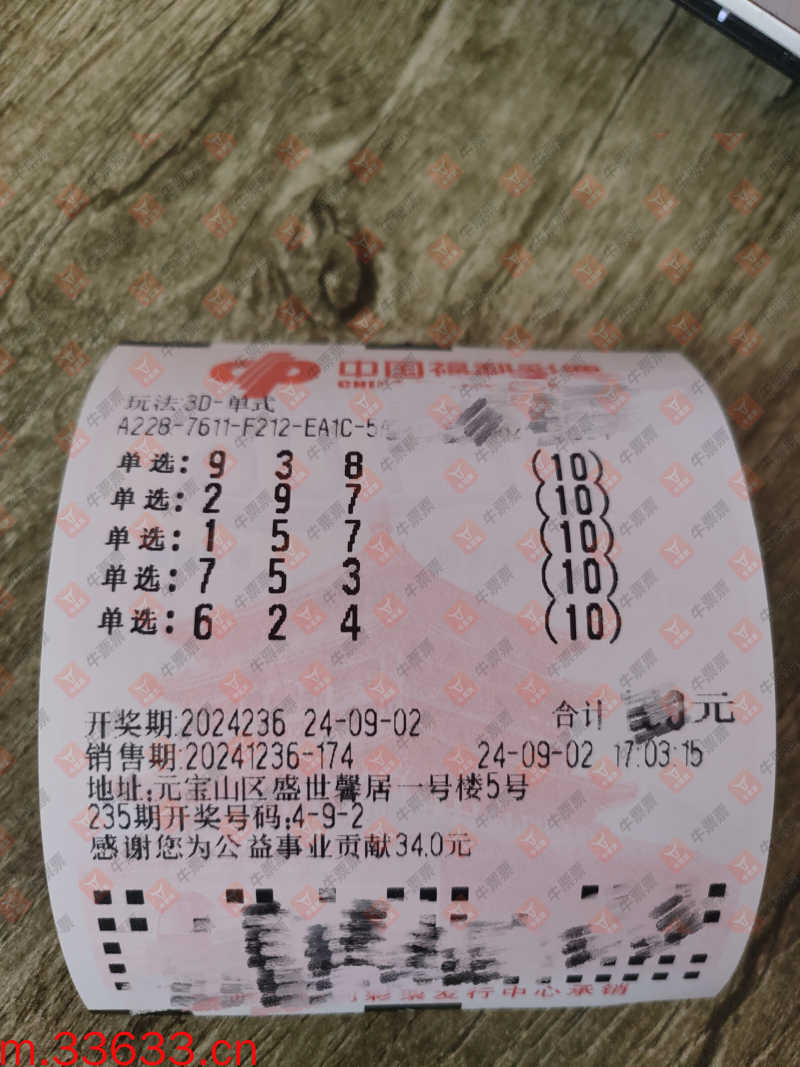 中国福利彩票
玩法:3D-单式
A228-7611-F212-EA1C-5
单选: 9 3 8 (10)
单选: 2 9 7 (10)
单选: 1 5 7 (10)
单选: 7 5 3 (10)
单选: 6 2 4 (10)
开奖期:2024236 24-09-02 合计 元
销售期:20241236-174 24-09-02 17:03:15
地址:元宝山区盛世馨居一号楼5号
235期开奖号码:4-9-2
感谢您为公益事业贡献34.0元
彩票发行中心承销
牛票票
m.33633.cn